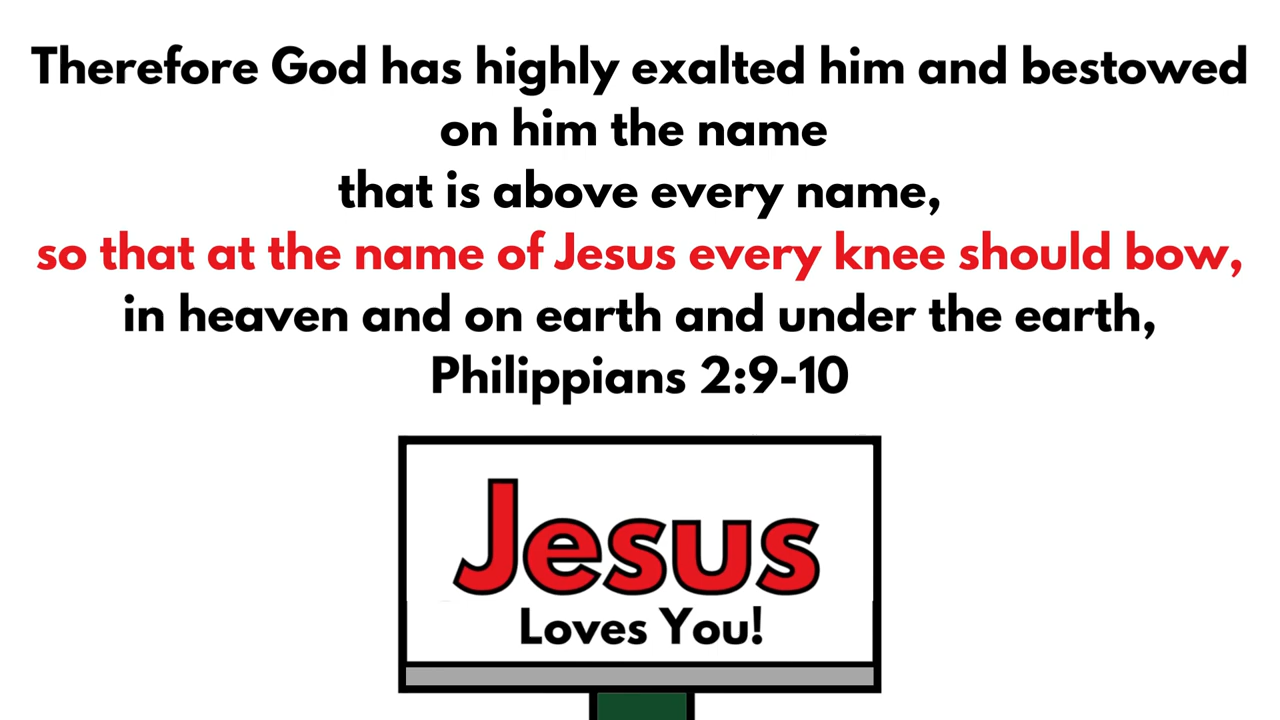 Therefore God has highly exalted him and bestowed
on him the name
that is above every name,
so that at the name of Jesus every knee should bow,
in heaven and on earth and under the earth,
Philippians 2:9-10
Jesus
Loves You!